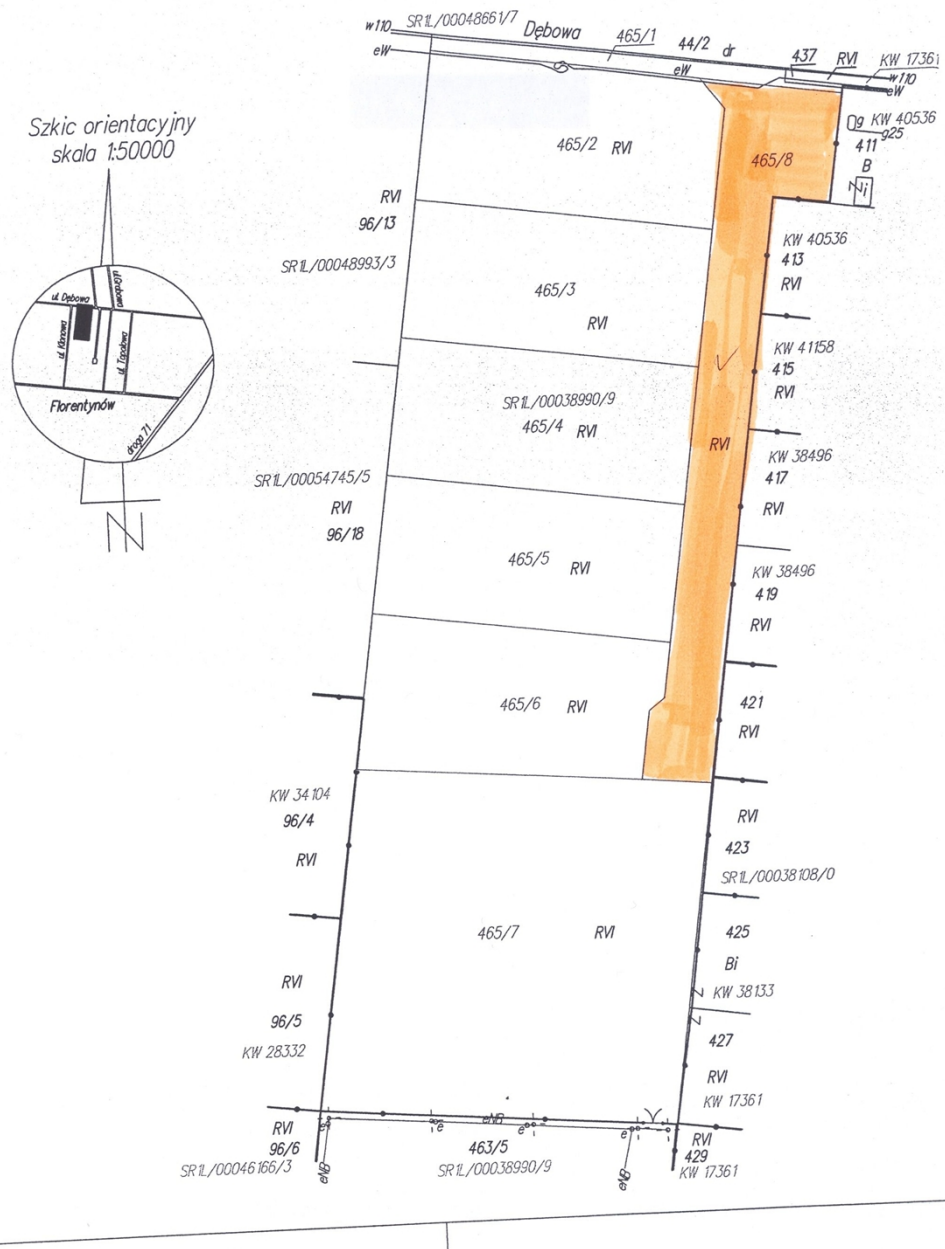 w110 SR1L/00048661/7
Dębowa
465/1
44/2 dr
437
RVI
KW 17361
eW
eW
w110
eW
Szkic orientacyjny
skala 1:50000
465/2 RVI
465/8
g KW 40536
g25
411
B
i
RVI
96/13
KW 40536
413
SR1L/00048993/3
465/3
RVI
RVI
ul. Dębowa
ul. Grabowa
ul. Klonowa
ul. Topolowa
Florentynów
droga 71
KW 41158
415
RVI
SR1L/00038990/9
465/4 RVI
RVI
SR1L/00054745/5
RVI
96/18
KW 38496
417
RVI
N
465/5 RVI
KW 38496
419
RVI
465/6 RVI
421
RVI
KW 34104
96/4
RVI
RVI
423
SR1L/00038108/0
465/7 RVI
425
Bi
RVI
96/5
KW 28332
KW 38133
427
RVI
KW 17361
eNB
e
e
e
e
RVI
96/6
SR1L/00046166/3
eNB
463/5
SR1L/00038990/9
eNB
RVI
429
KW 17361